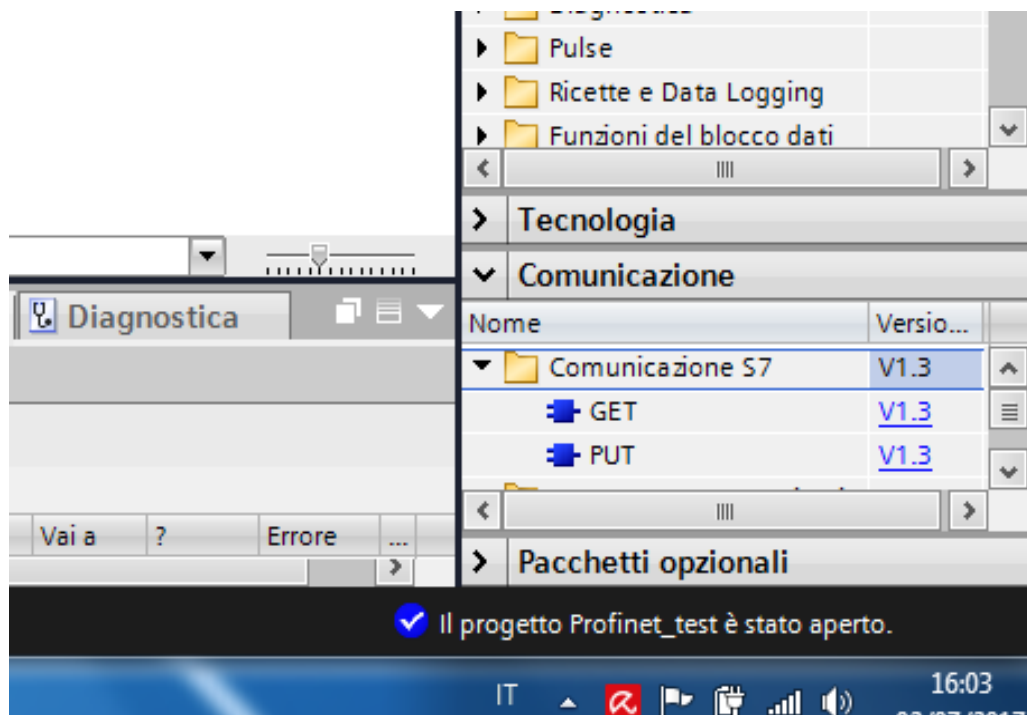 Pulse
Ricette e Data Logging
Funzioni del blocco dati
Tecnologia
Comunicazione
Diagnostica
Nome Versio...
Comunicazione S7 V1.3
GET V1.3
PUT V1.3
Vai a ? Errore ...
Pacchetti opzionali
Il progetto Profinet_test è stato aperto.
IT 16:03